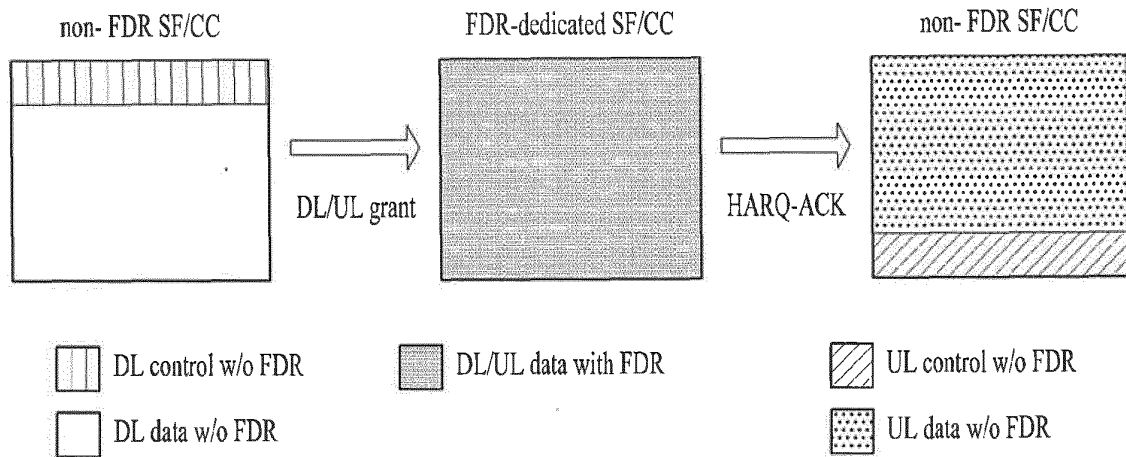 non- FDR SF/CC
FDR-dedicated SF/CC
non- FDR SF/CC
DL/UL grant
HARQ-ACK
DL control w/o FDR
DL/UL data with FDR
UL control w/o FDR
DL data w/o FDR
UL data w/o FDR